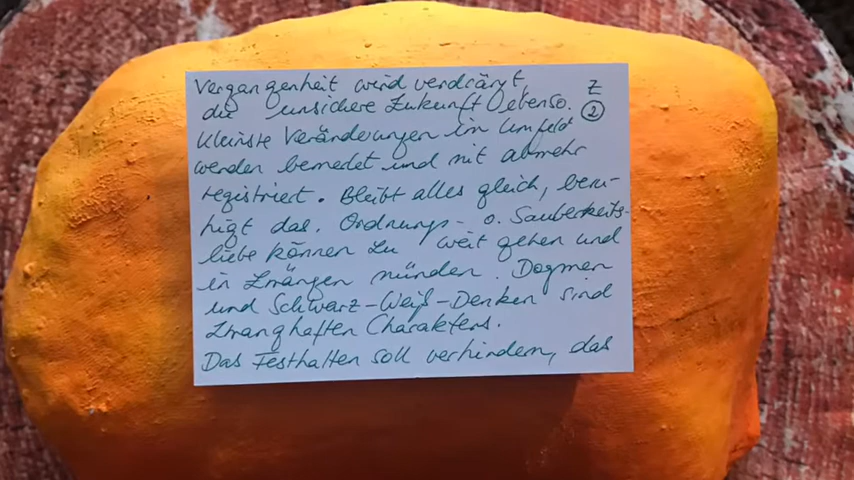 Vergangenheit wird verdrängt,
die unsichere Zukunft ebenso.
Z
②
Kleinste Veränderungen im Umfeld
werden bemerkt und mit Abwehr
registriert. Bleibt alles gleich, beru-
higt das. Ordnungs- o. Sauberkeits-
liebe können zu weit gehen und
in Zwängen münden. Dogmen
und Schwarz-Weiß-Denken sind
zwanghaften Charakters.
Das Festhalten soll verhindern, das